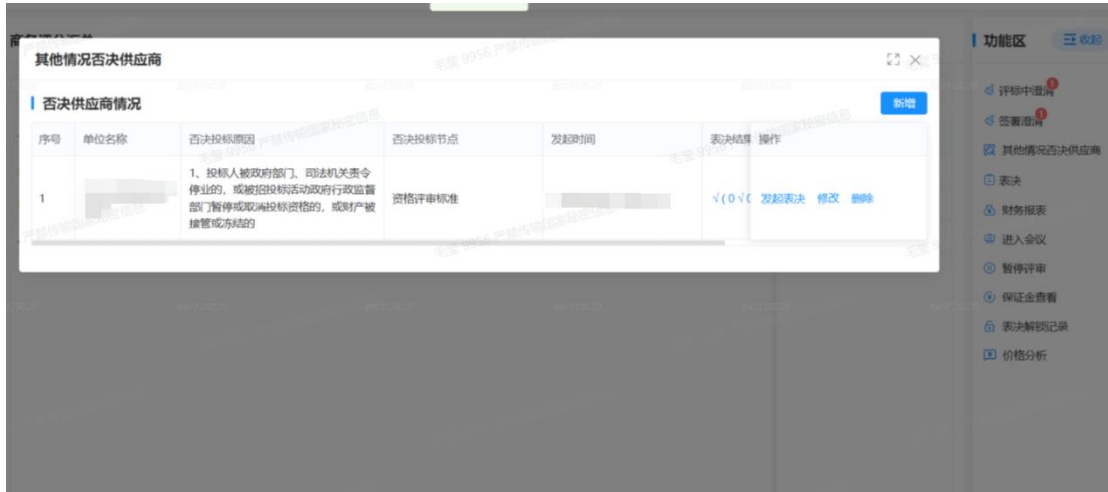 其他情况否决供应商
否决供应商情况
新增
序号 单位名称 否决投标原因 否决投标节点 发起时间 表决结果 操作
1
1、投标人被政府部门、司法机关责令
停业的，或被招投标活动政府行政监督
部门暂停或取消投标资格的，或财产被
接管或冻结的
资格评审标准
√(0√0 发起表决 修改 删除
功能区 收起
评标中澄清 1
签署澄清 1
其他情况否决供应商
表决
财务报表
进入会议
暂停评审
保证金查看
表决解锁记录
价格分析